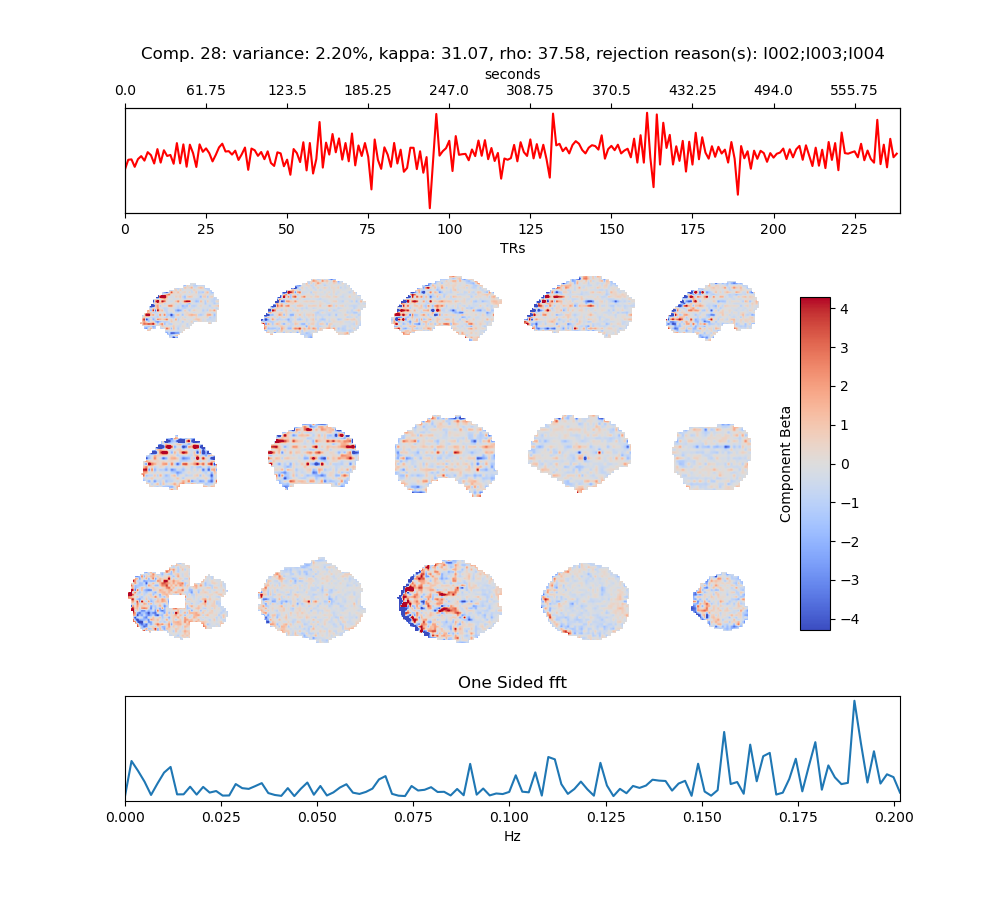 Comp. 28: variance: 2.20%, kappa: 31.07, rho: 37.58, rejection reason(s): I002;I003;I004
seconds
0.0 61.75 123.5 185.25 247.0 308.75 370.5 432.25 494.0 555.75
0 25 50 75 100 125 150 175 200 225
TRs
4
3
2
1
0
−1
−2
−3
−4
Component Beta
One Sided fft
0.000 0.025 0.050 0.075 0.100 0.125 0.150 0.175 0.200
Hz